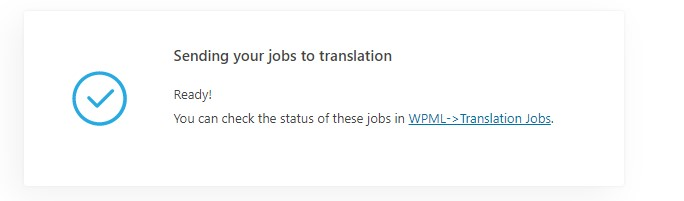 Sending your jobs to translation
Ready!
You can check the status of these jobs in WPML->Translation Jobs.